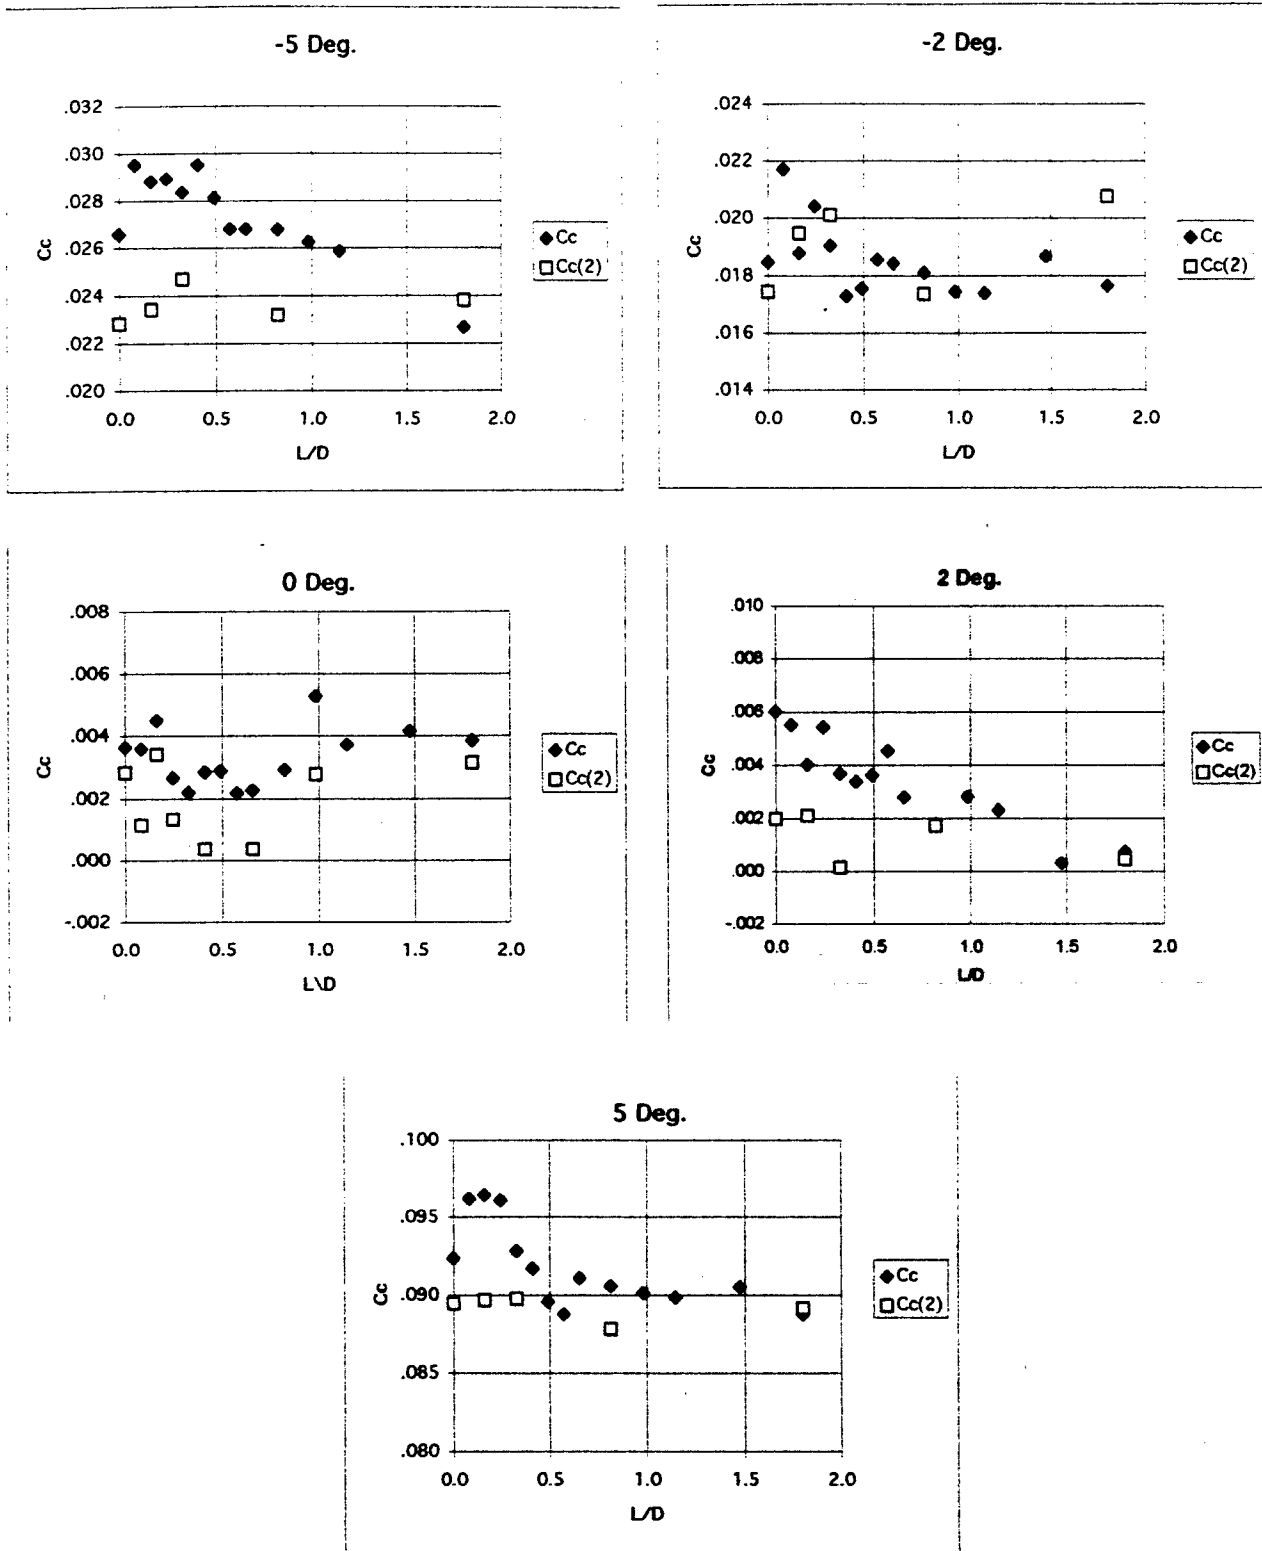 -5 Deg.
.032
.030
.028
.026
.024
.022
.020
Cc
0.0 0.5 1.0 1.5 2.0
L/D
Cc
Cc(2)
-2 Deg.
.024
.022
.020
.018
.016
.014
Cc
0.0 0.5 1.0 1.5 2.0
L/D
Cc
Cc(2)
0 Deg.
.008
.006
.004
.002
.000
-.002
Cc
0.0 0.5 1.0 1.5 2.0
L\D
Cc
Cc(2)
2 Deg.
.010
.008
.006
.004
.002
.000
-.002
Cc
0.0 0.5 1.0 1.5 2.0
L/D
Cc
Cc(2)
5 Deg.
.100
.095
.090
.085
.080
Cc
0.0 0.5 1.0 1.5 2.0
L/D
Cc
Cc(2)